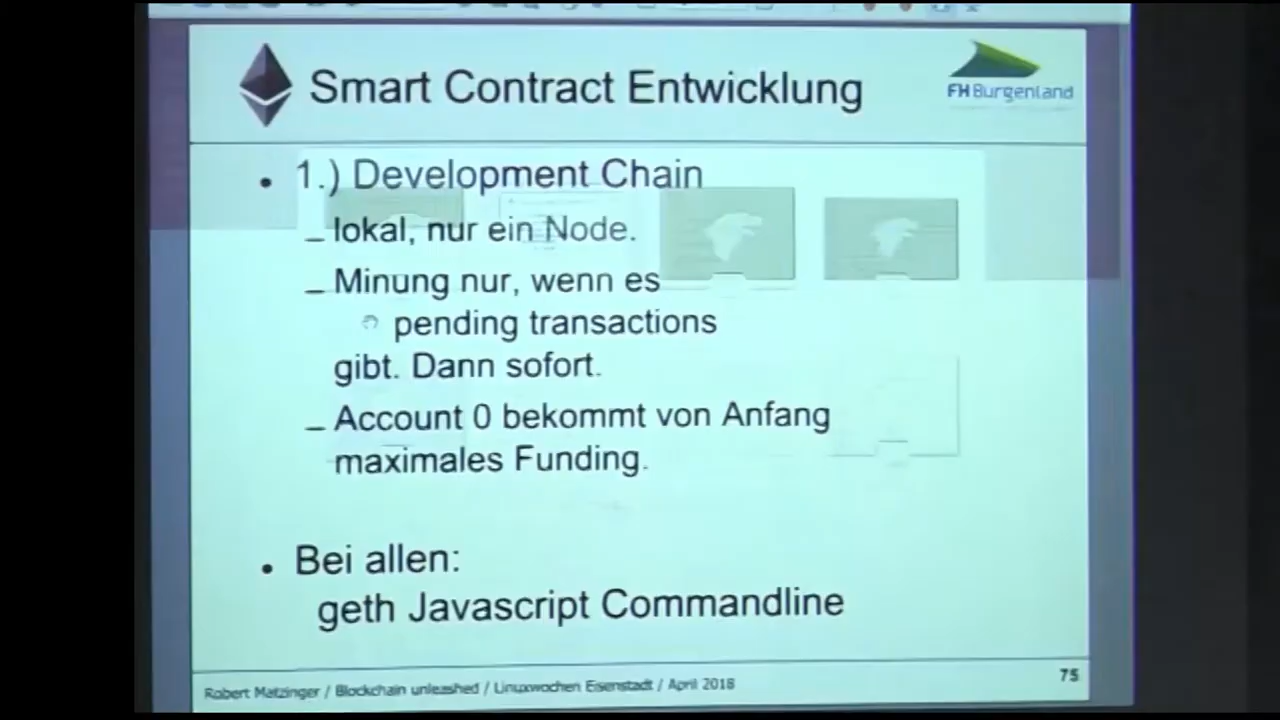 Smart Contract Entwicklung
FH Burgenland
• 1.) Development Chain
– lokal, nur ein Node.
– Minung nur, wenn es
pending transactions
gibt. Dann sofort.
– Account 0 bekommt von Anfang
maximales Funding.
• Bei allen:
geth Javascript Commandline
Robert Matzinger / Blockchain unleashed / Linuxwochen Eisenstadt / April 2018
75